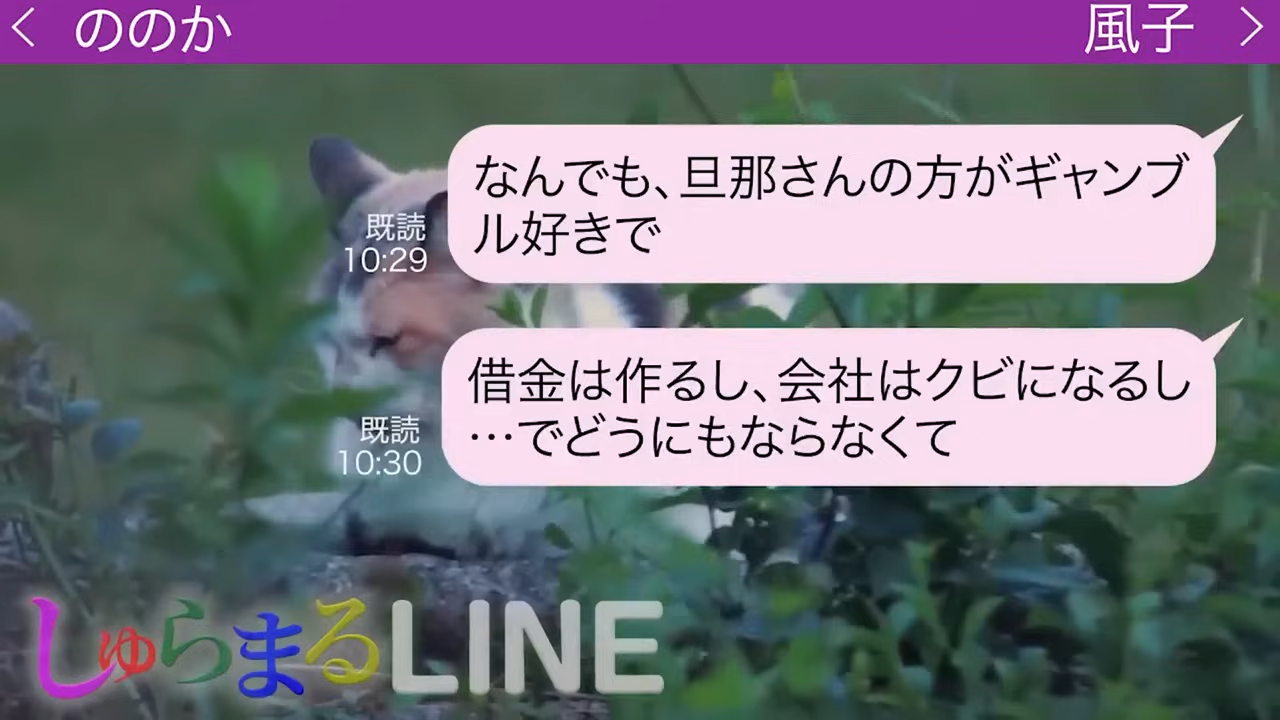 < ののか
風子 >
なんでも、旦那さんの方がギャンブ
ル好きで
既読
10:29
借金は作るし、会社はクビになるし
…でどうにもならなくて
既読
10:30
しゅらまるLINE